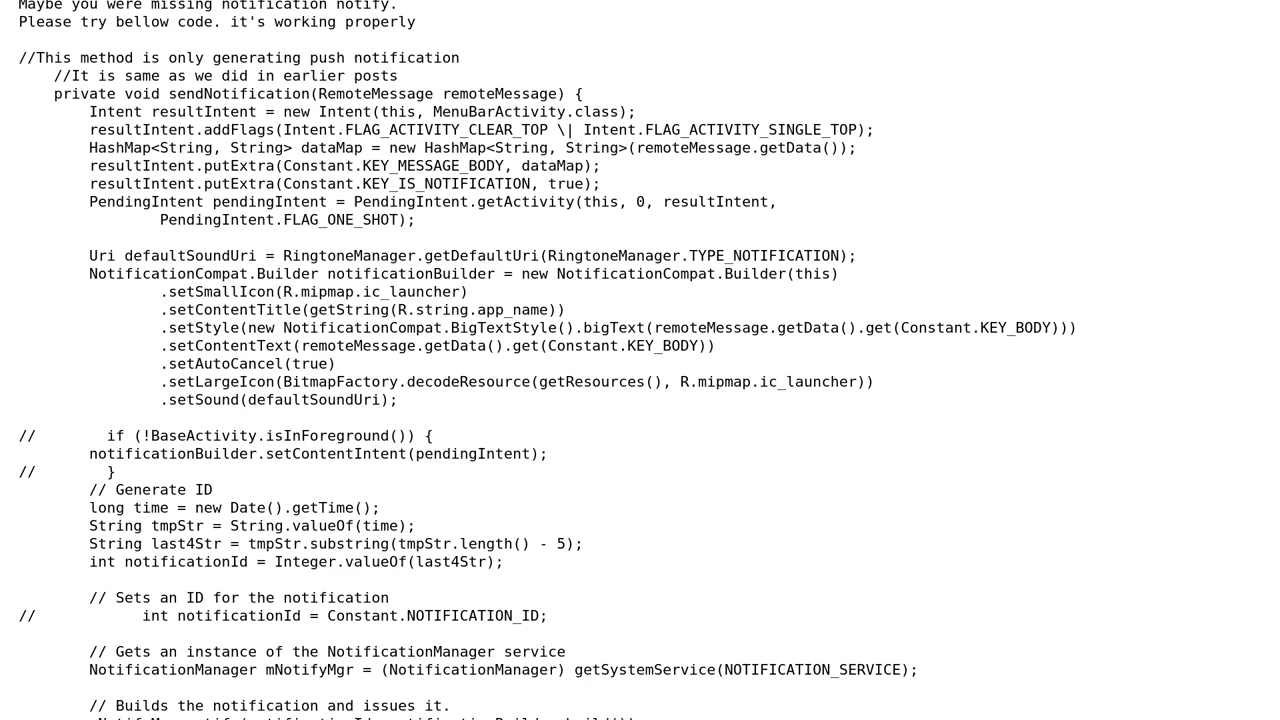 Maybe you were missing notification notify.
Please try bellow code. it's working properly

//This method is only generating push notification
    //It is same as we did in earlier posts
    private void sendNotification(RemoteMessage remoteMessage) {
        Intent resultIntent = new Intent(this, MenuBarActivity.class);
        resultIntent.addFlags(Intent.FLAG_ACTIVITY_CLEAR_TOP \| Intent.FLAG_ACTIVITY_SINGLE_TOP);
        HashMap<String, String> dataMap = new HashMap<String, String>(remoteMessage.getData());
        resultIntent.putExtra(Constant.KEY_MESSAGE_BODY, dataMap);
        resultIntent.putExtra(Constant.KEY_IS_NOTIFICATION, true);
        PendingIntent pendingIntent = PendingIntent.getActivity(this, 0, resultIntent,
                PendingIntent.FLAG_ONE_SHOT);

        Uri defaultSoundUri = RingtoneManager.getDefaultUri(RingtoneManager.TYPE_NOTIFICATION);
        NotificationCompat.Builder notificationBuilder = new NotificationCompat.Builder(this)
                .setSmallIcon(R.mipmap.ic_launcher)
                .setContentTitle(getString(R.string.app_name))
                .setStyle(new NotificationCompat.BigTextStyle().bigText(remoteMessage.getData().get(Constant.KEY_BODY)))
                .setContentText(remoteMessage.getData().get(Constant.KEY_BODY))
                .setAutoCancel(true)
                .setLargeIcon(BitmapFactory.decodeResource(getResources(), R.mipmap.ic_launcher))
                .setSound(defaultSoundUri);

//        if (!BaseActivity.isInForeground()) {
        notificationBuilder.setContentIntent(pendingIntent);
//        }
        // Generate ID
        long time = new Date().getTime();
        String tmpStr = String.valueOf(time);
        String last4Str = tmpStr.substring(tmpStr.length() - 5);
        int notificationId = Integer.valueOf(last4Str);

        // Sets an ID for the notification
//            int notificationId = Constant.NOTIFICATION_ID;

        // Gets an instance of the NotificationManager service
        NotificationManager mNotifyMgr = (NotificationManager) getSystemService(NOTIFICATION_SERVICE);

        // Builds the notification and issues it.